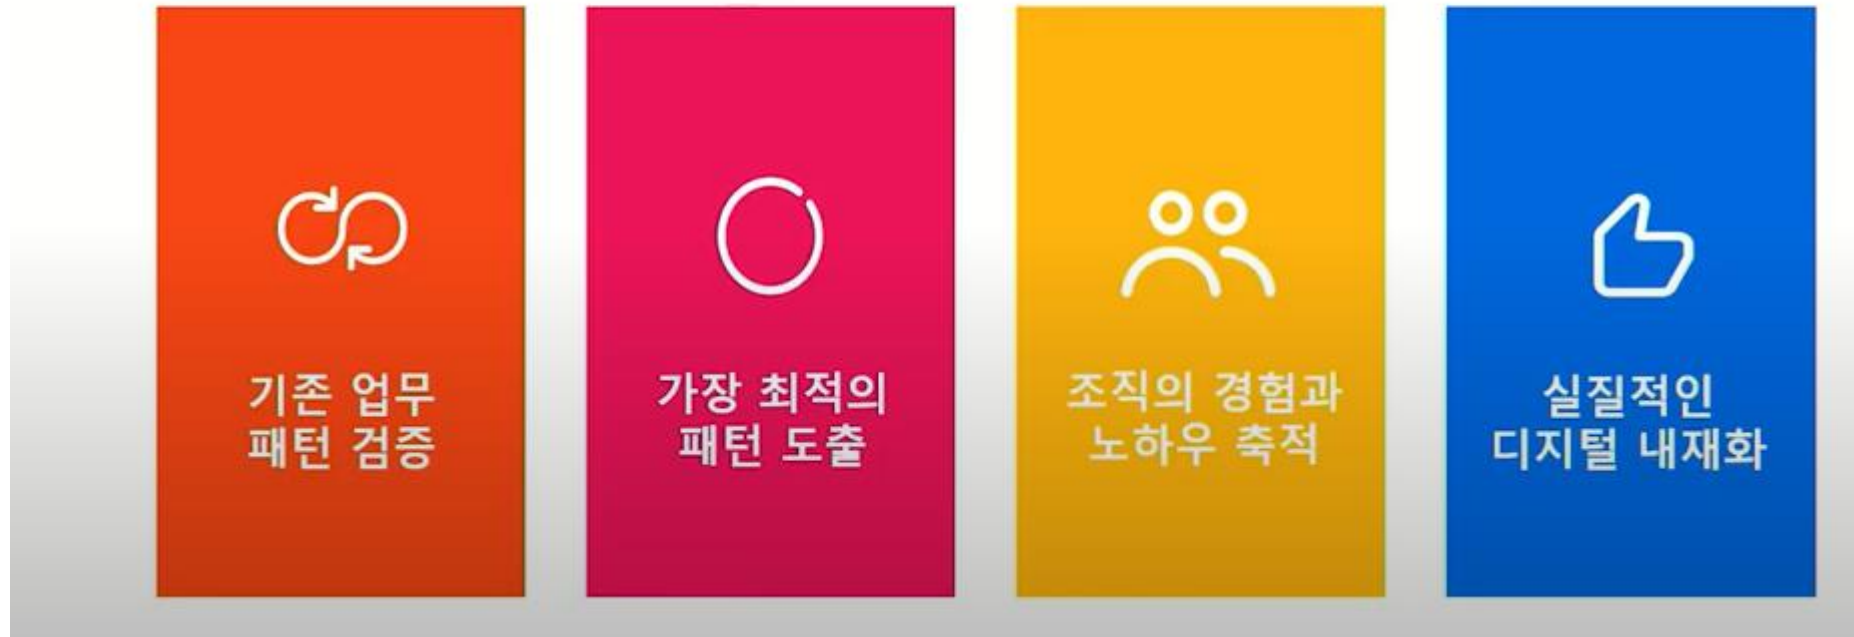 기존 업무
패턴 검증
가장 최적의
패턴 도출
조직의 경험과
노하우 축적
실질적인
디지털 내재화